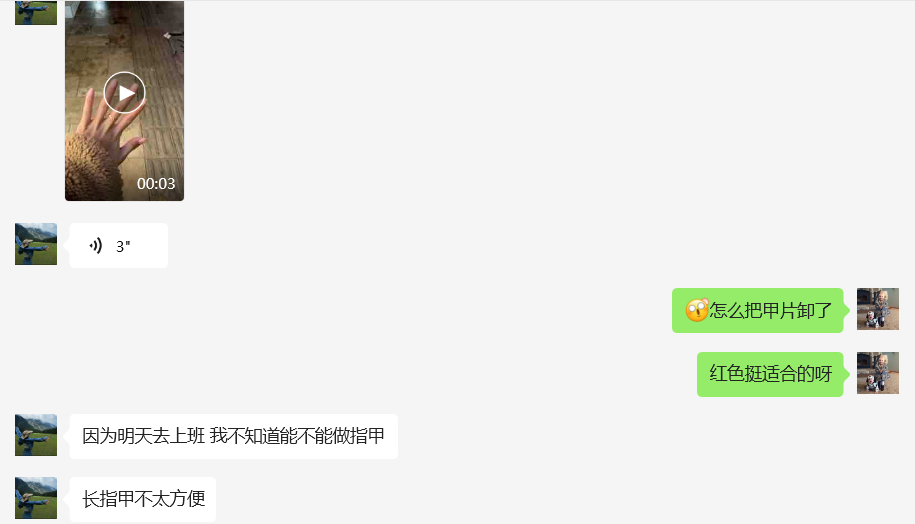 00:03
3"
怎么把甲片卸了
红色挺适合的呀
因为明天去上班 我不知道能不能做指甲
长指甲不太方便